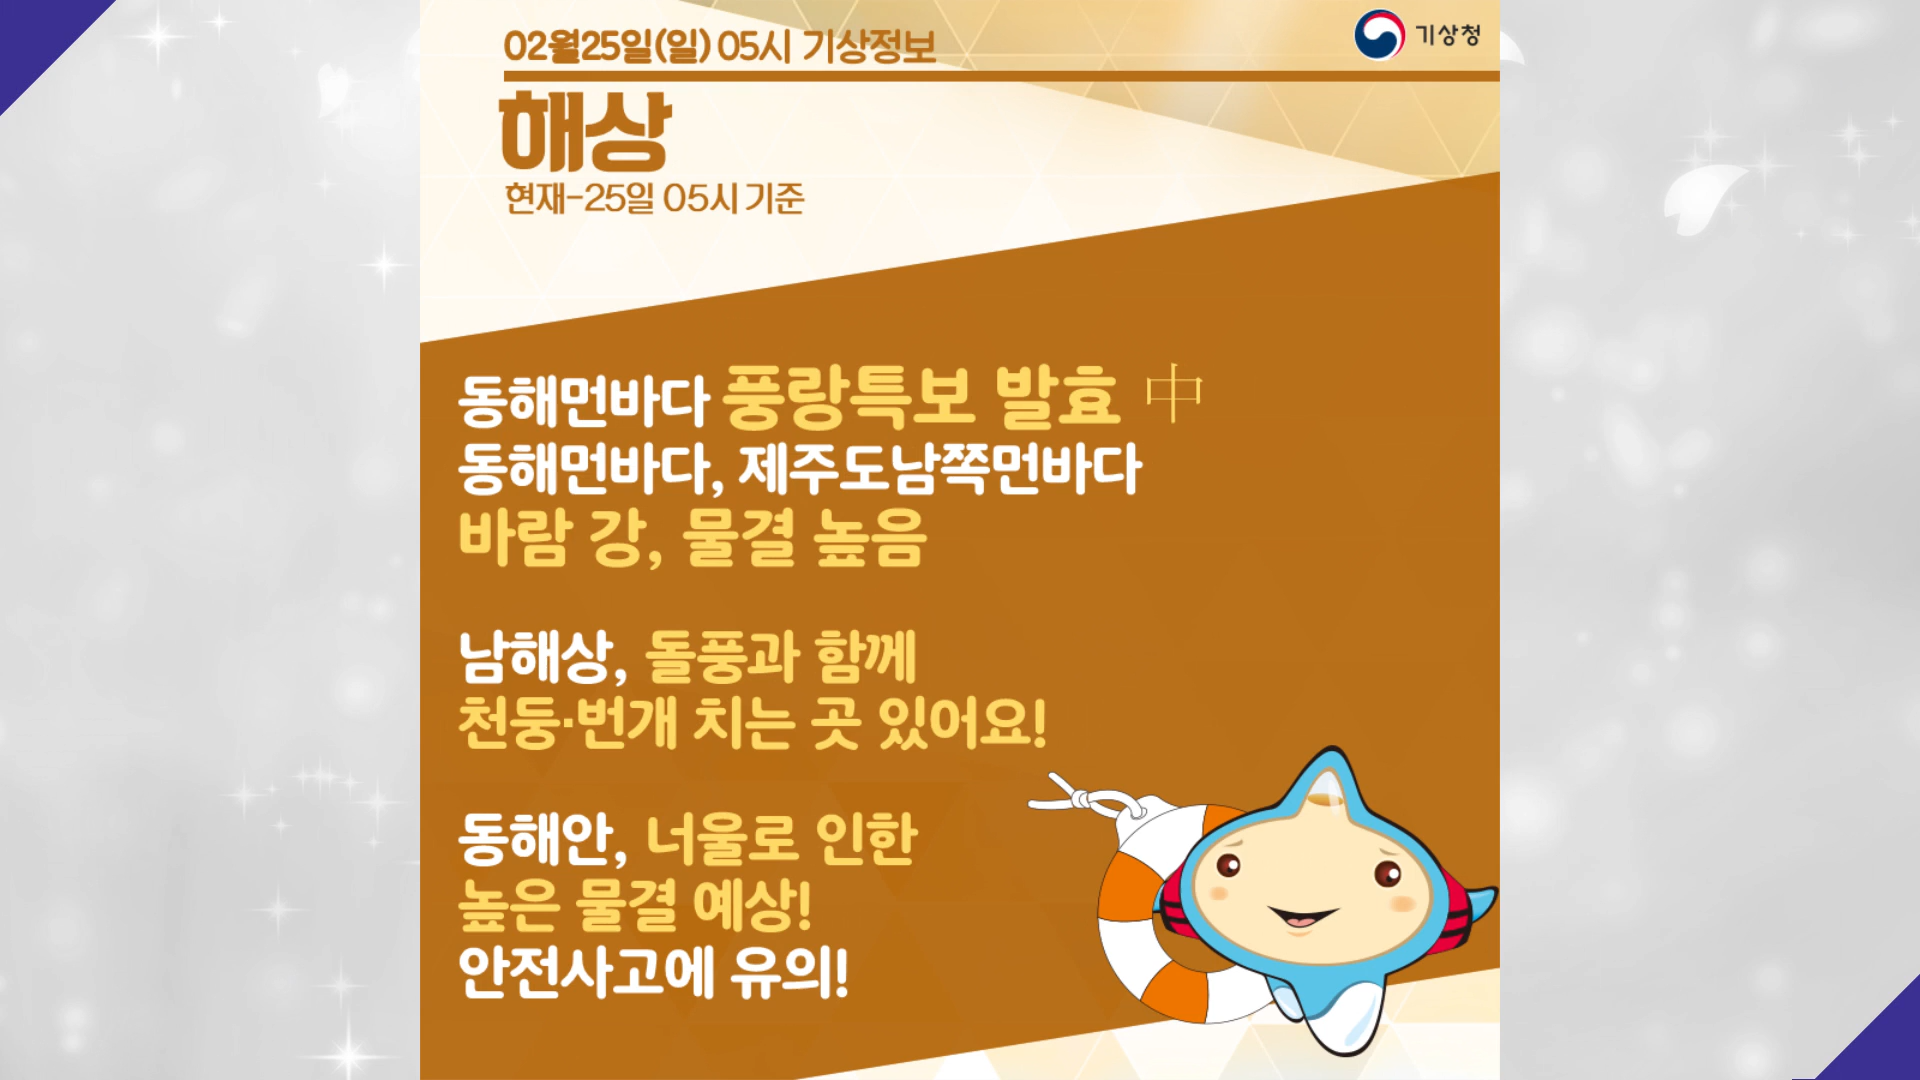 02월25일(일) 05시 기상정보
기상청
해상
현재-25일 05시 기준
동해먼바다 풍랑특보 발효 中
동해먼바다, 제주도남쪽먼바다
바람 강, 물결 높음
남해상, 돌풍과 함께
천둥·번개 치는 곳 있어요!
동해안, 너울로 인한
높은 물결 예상!
안전사고에 유의!